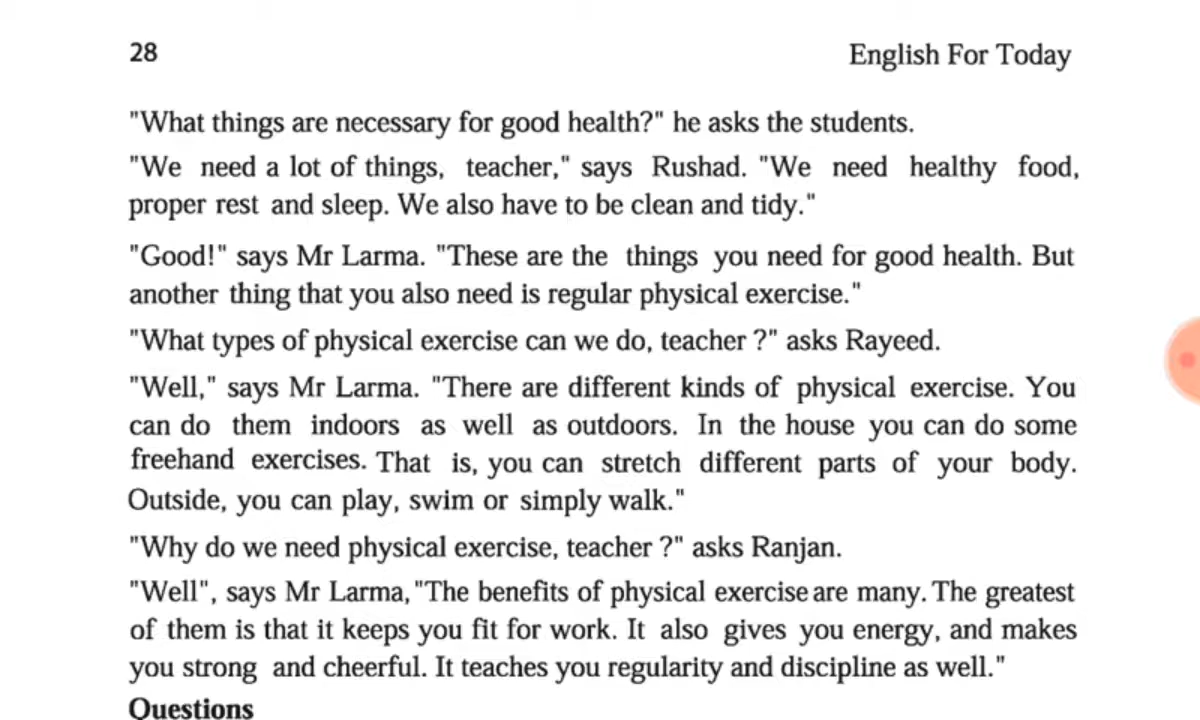 28 English For Today
"What things are necessary for good health?" he asks the students.
"We need a lot of things, teacher," says Rushad. "We need healthy food,
proper rest and sleep. We also have to be clean and tidy."
"Good!" says Mr Larma. "These are the things you need for good health. But
another thing that you also need is regular physical exercise."
"What types of physical exercise can we do, teacher ?" asks Rayeed.
"Well," says Mr Larma. "There are different kinds of physical exercise. You
can do them indoors as well as outdoors. In the house you can do some
freehand exercises. That is, you can stretch different parts of your body.
Outside, you can play, swim or simply walk."
"Why do we need physical exercise, teacher ?" asks Ranjan.
"Well", says Mr Larma, "The benefits of physical exercise are many. The greatest
of them is that it keeps you fit for work. It also gives you energy, and makes
you strong and cheerful. It teaches you regularity and discipline as well."
Questions